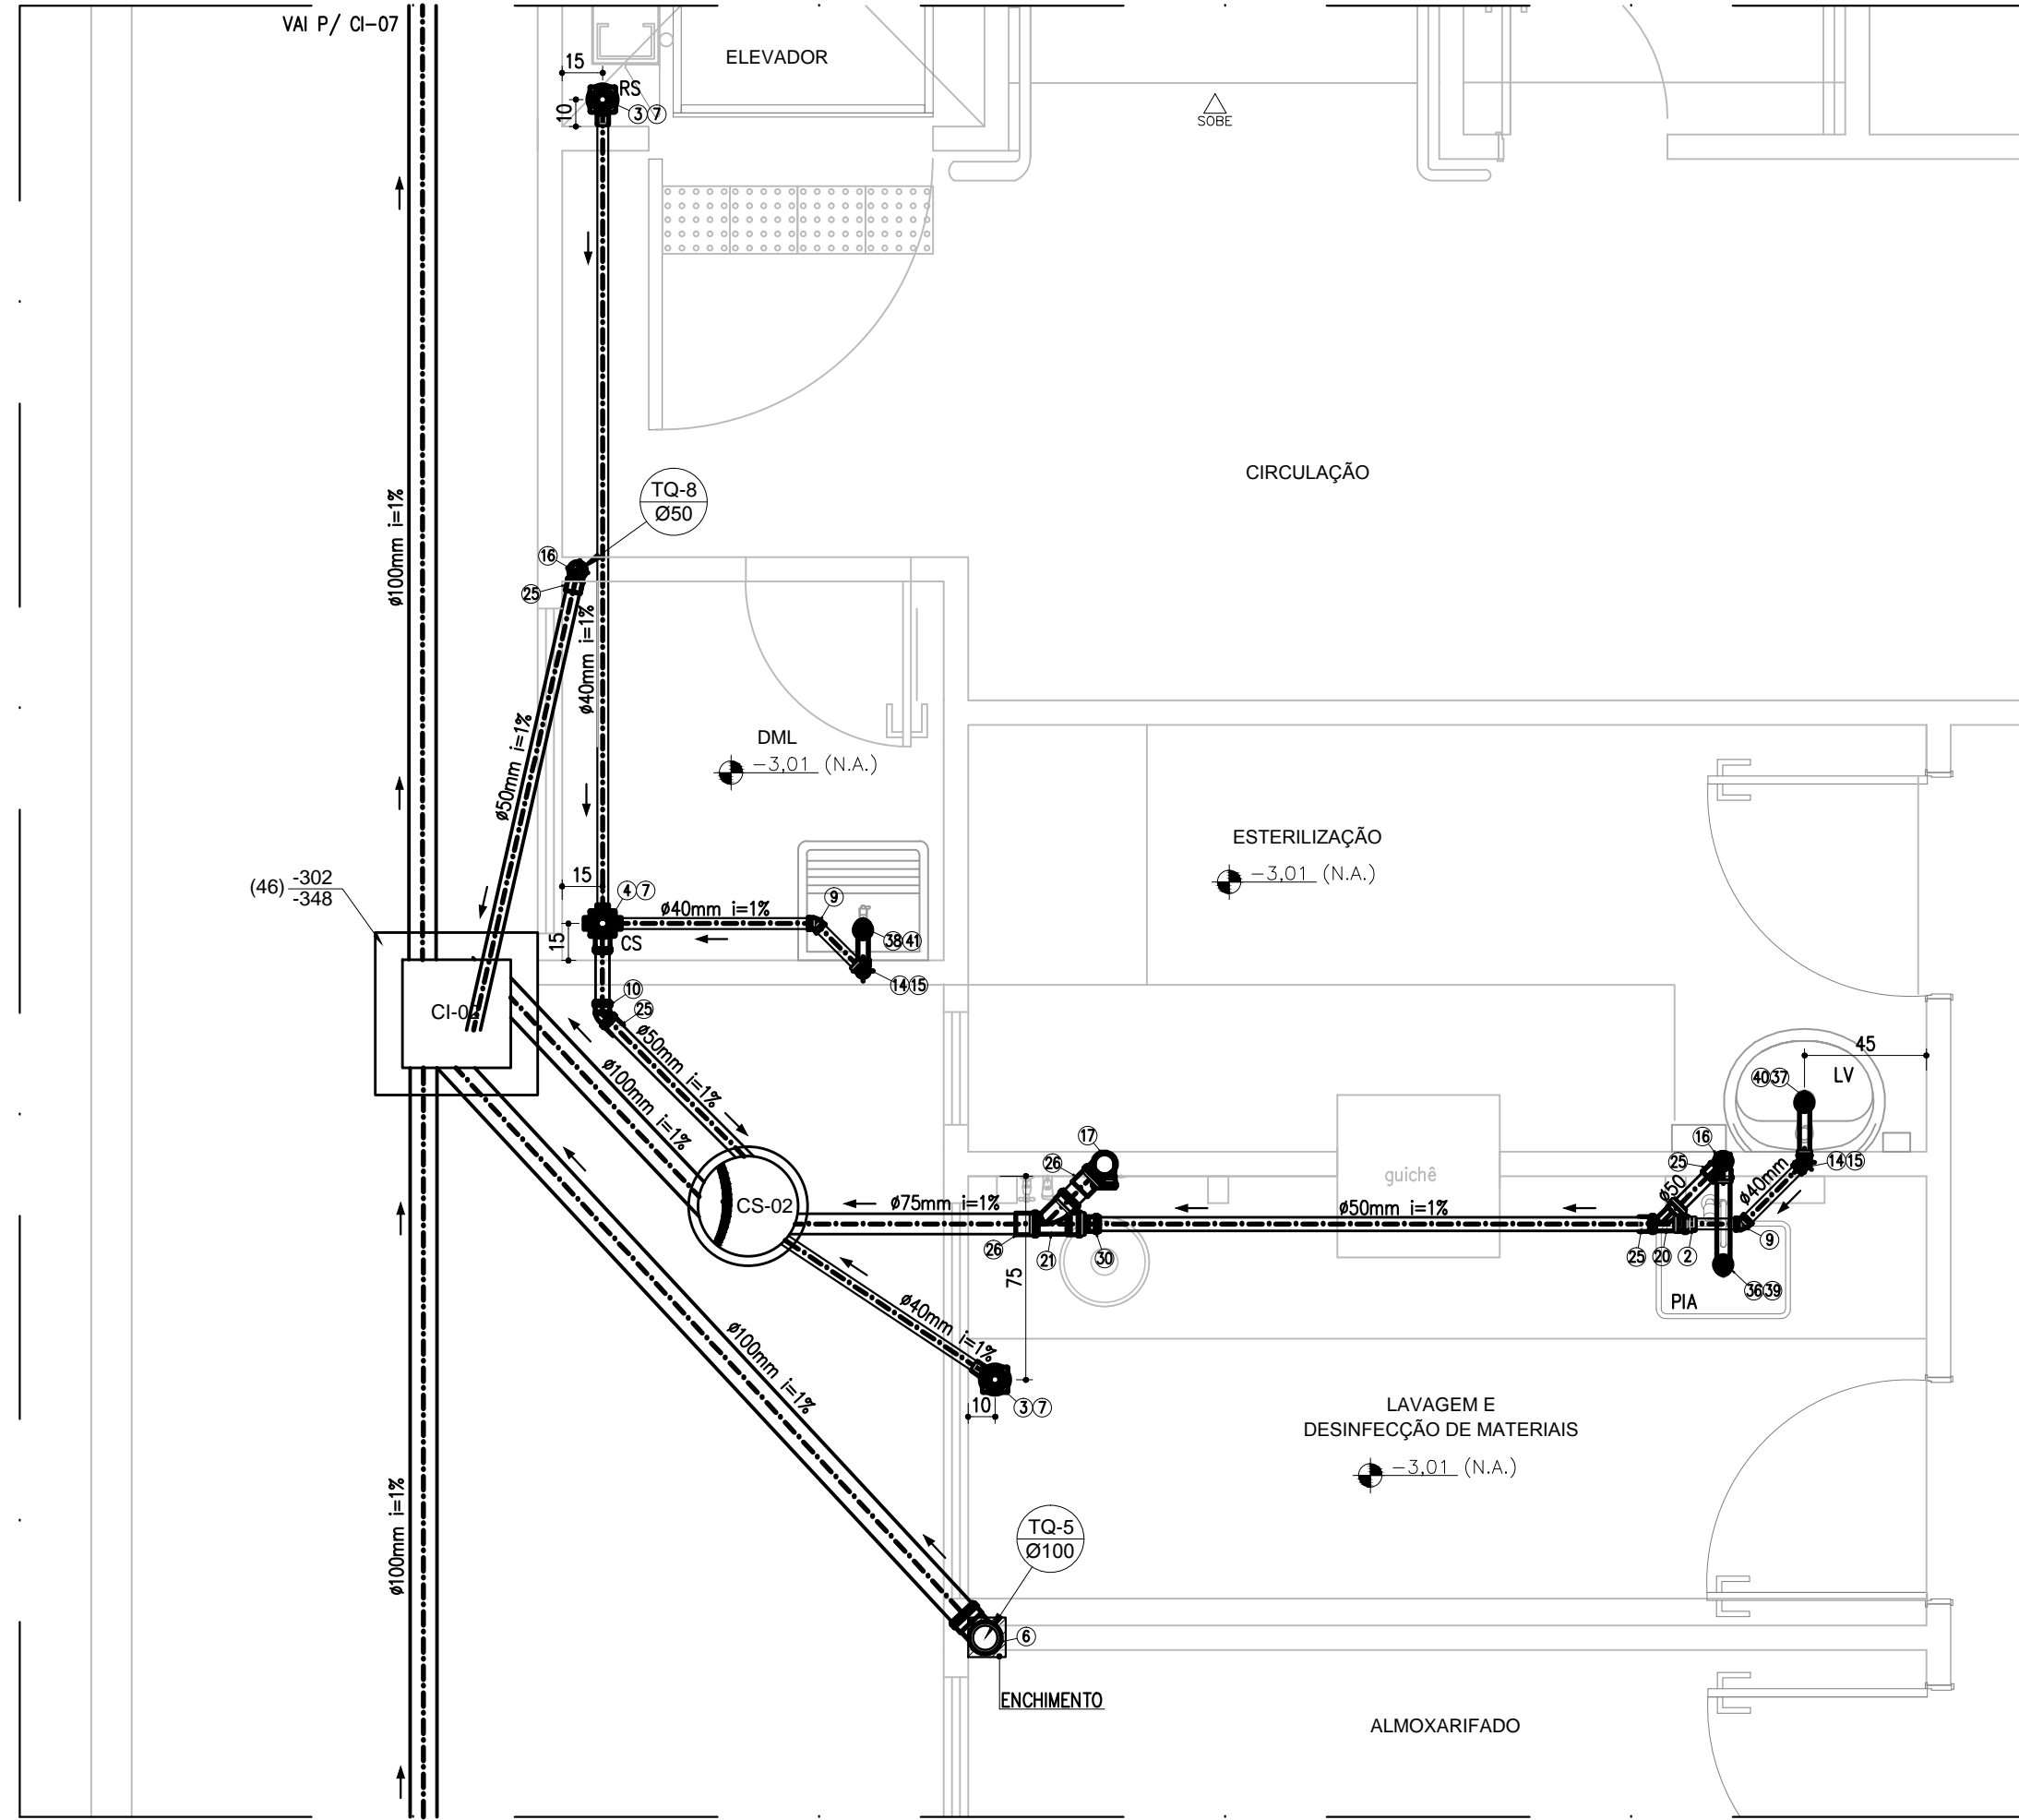 VAI P/ CI-07
ELEVADOR
15
RS
10
3 7
SOBE
CIRCULAÇÃO
TQ-8
Ø50
16
25
ø100mm i=1%
ø40mm i=1%
ø50mm i=1%
DML
-3,01 (N.A.)
ESTERILIZAÇÃO
-3,01 (N.A.)
(46) -302
-348
15
4 7
ø40mm i=1%
9
15
CS
38 41
14 15
10
25
CI-02
ø50mm i=1%
ø100mm i=1%
45
LV
40 37
17
26
16
25
14 15
guichê
ø50
ø40mm
CS-02
ø75mm i=1%
ø50mm i=1%
26
21
30
25
20
2
9
75
36 39
PIA
ø40mm i=1%
ø100mm i=1%
10
3 7
LAVAGEM E
DESINFECÇÃO DE MATERIAIS
-3,01 (N.A.)
ø100mm i=1%
TQ-5
Ø100
6
ENCHIMENTO
ALMOXARIFADO